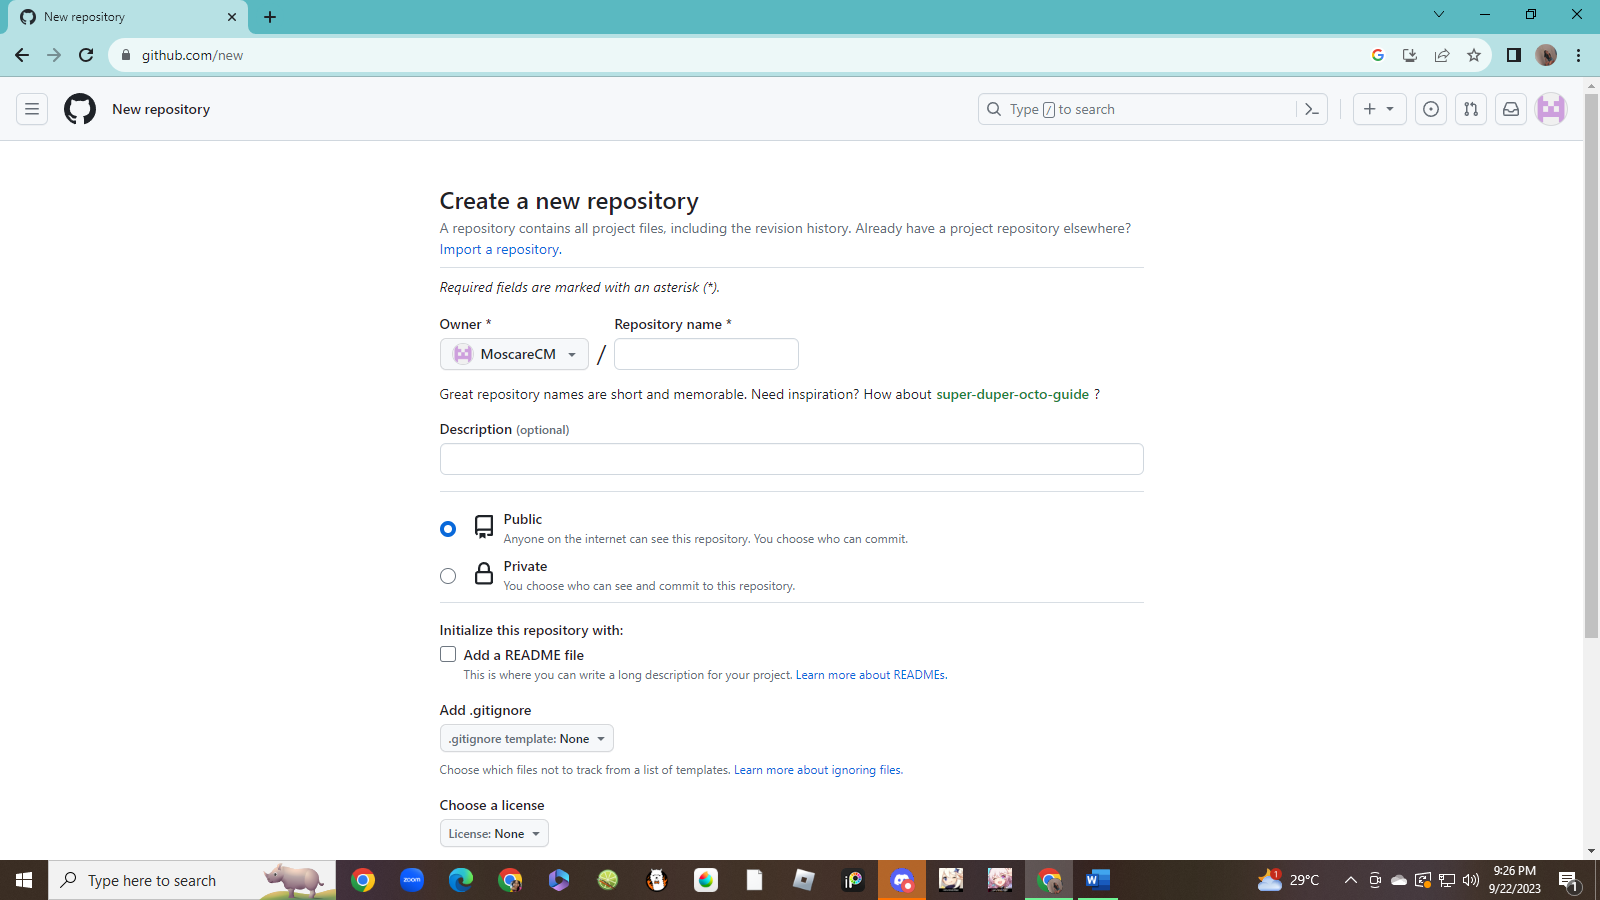 New repository
github.com/new
New repository
Type / to search
Create a new repository
A repository contains all project files, including the revision history. Already have a project repository elsewhere?
Import a repository.
Required fields are marked with an asterisk (*).
Owner * Repository name *
MoscareCM /
Great repository names are short and memorable. Need inspiration? How about super-duper-octo-guide ?
Description (optional)
Public
Anyone on the internet can see this repository. You choose who can commit.
Private
You choose who can see and commit to this repository.
Initialize this repository with:
Add a README file
This is where you can write a long description for your project. Learn more about READMEs.
Add .gitignore
.gitignore template: None
Choose which files not to track from a list of templates. Learn more about ignoring files.
Choose a license
License: None
Type here to search
zoom
iP
W
1
29°C
9:26 PM
9/22/2023
1